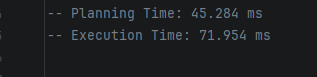 -- Planning Time: 45.284 ms
-- Execution Time: 71.954 ms